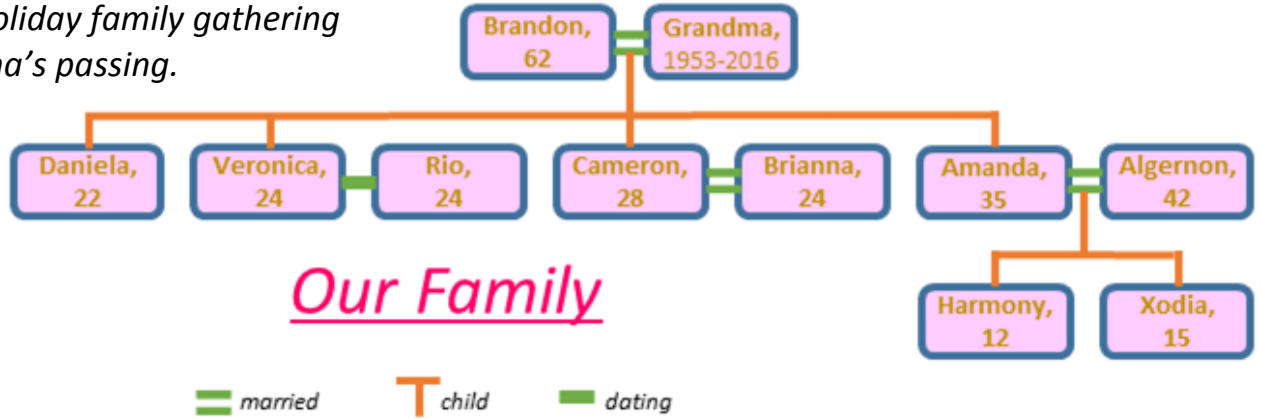 oliday family gathering
na's passing.
Brandon,
62
Grandma,
1953-2016
Daniela,
22
Veronica,
24
Rio,
24
Cameron,
28
Brianna,
24
Amanda,
35
Algernon,
42
Harmony,
12
Xodia,
15
Our Family
married
child
dating